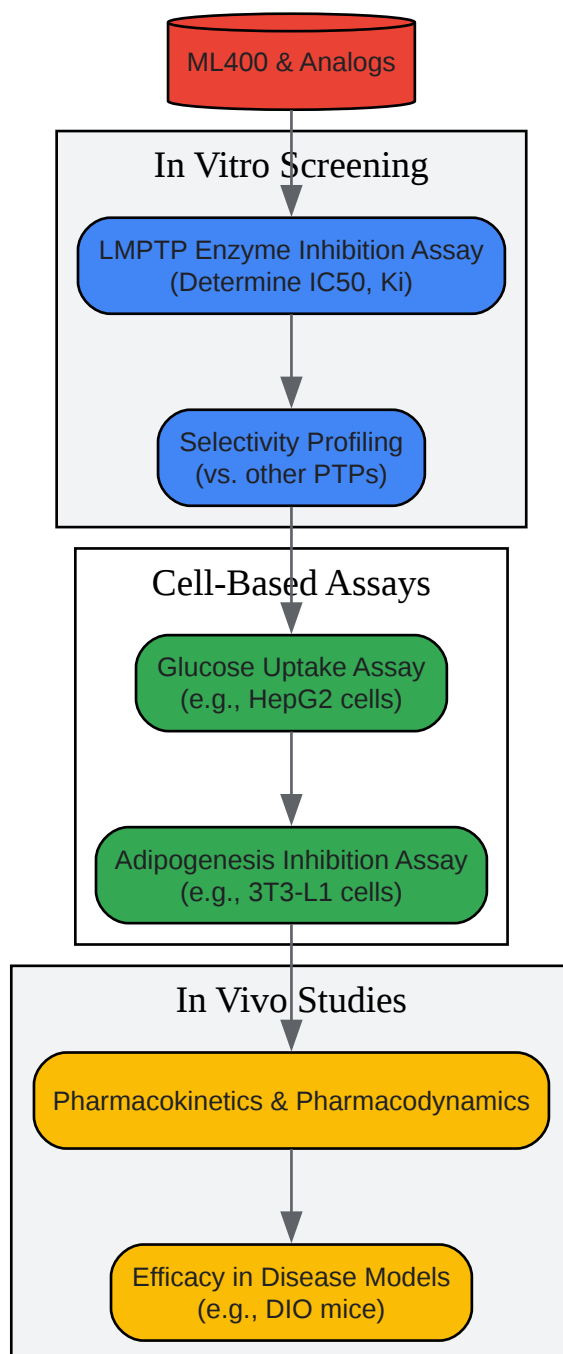 ML400 & Analogs
In Vitro Screening
LMPTP Enzyme Inhibition Assay
(Determine IC50, Ki)
Selectivity Profiling
(vs. other PTPs)
Cell-Based Assays
Glucose Uptake Assay
(e.g., HepG2 cells)
Adipogenesis Inhibition Assay
(e.g., 3T3-L1 cells)
In Vivo Studies
Pharmacokinetics & Pharmacodynamics
Efficacy in Disease Models
(e.g., DIO mice)